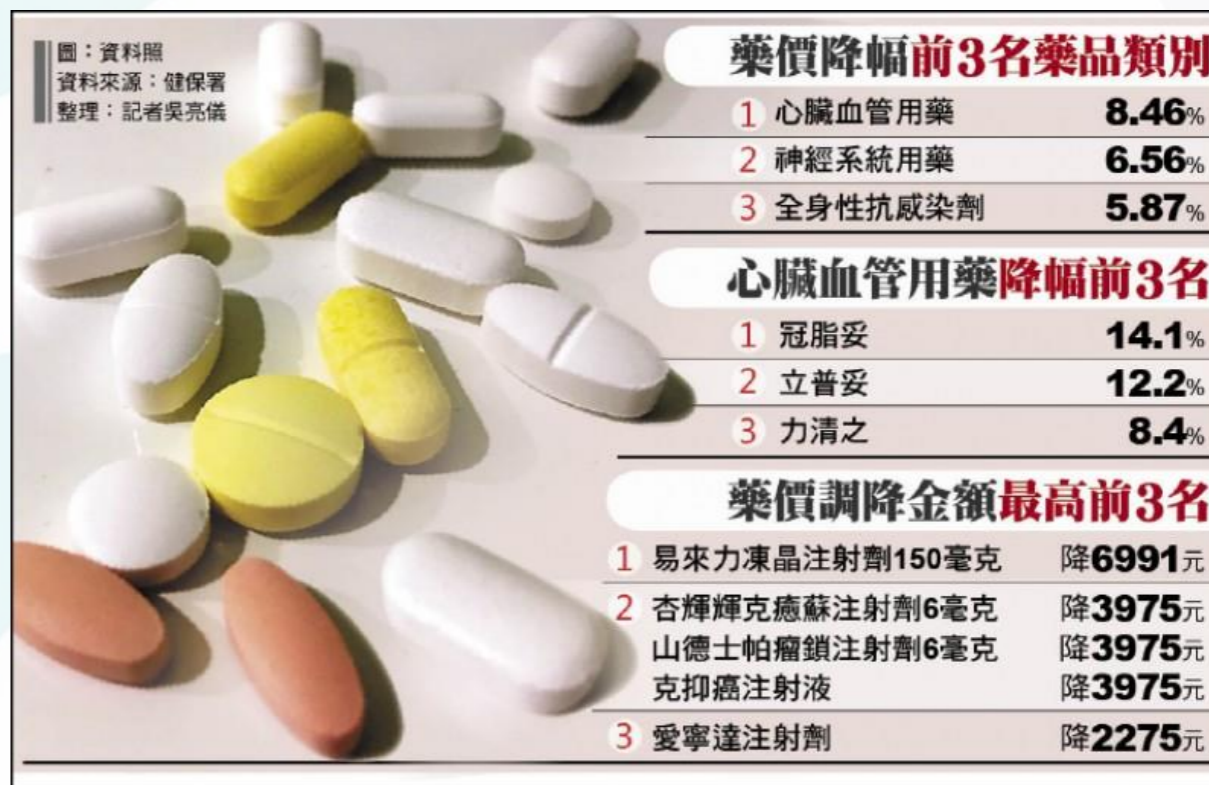 圖：資料照
資料來源：健保署
整理：記者吳亮儀
藥價降幅前3名藥品類別
1 心臟血管用藥 8.46%
2 神經系統用藥 6.56%
3 全身性抗感染劑 5.87%
心臟血管用藥降幅前3名
1 冠脂妥 14.1%
2 立普妥 12.2%
3 力清之 8.4%
藥價調降金額最高前3名
1 易來力凍晶注射劑150毫克 降6991元
2 杏輝輝克癒蘇注射劑6毫克 降3975元
山德士帕瘤鎖注射劑6毫克 降3975元
克抑癌注射液 降3975元
3 愛寧達注射劑 降2275元